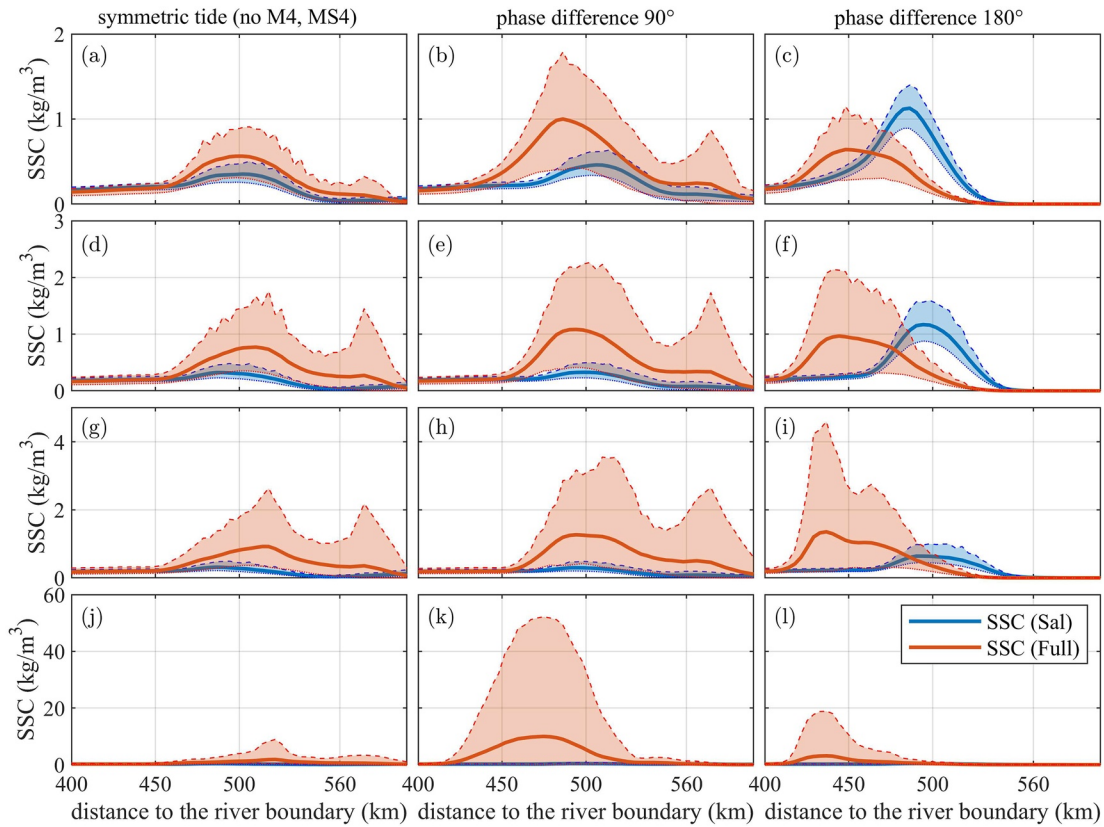 symmetric tide (no M4, MS4) phase difference 90° phase difference 180°
2 (a) (b) (c)
1
0
SSC (kg/m³)
3 (d) (e) (f)
2
1
0
SSC (kg/m³)
(g) (h) (i)
4
2
0
SSC (kg/m³)
60 (j) (k) (l)
SSC (Sal)
SSC (Full)
40
20
0
SSC (kg/m³)
400 450 500 560 400 450 500 560 400 450 500 560
distance to the river boundary (km) distance to the river boundary (km) distance to the river boundary (km)